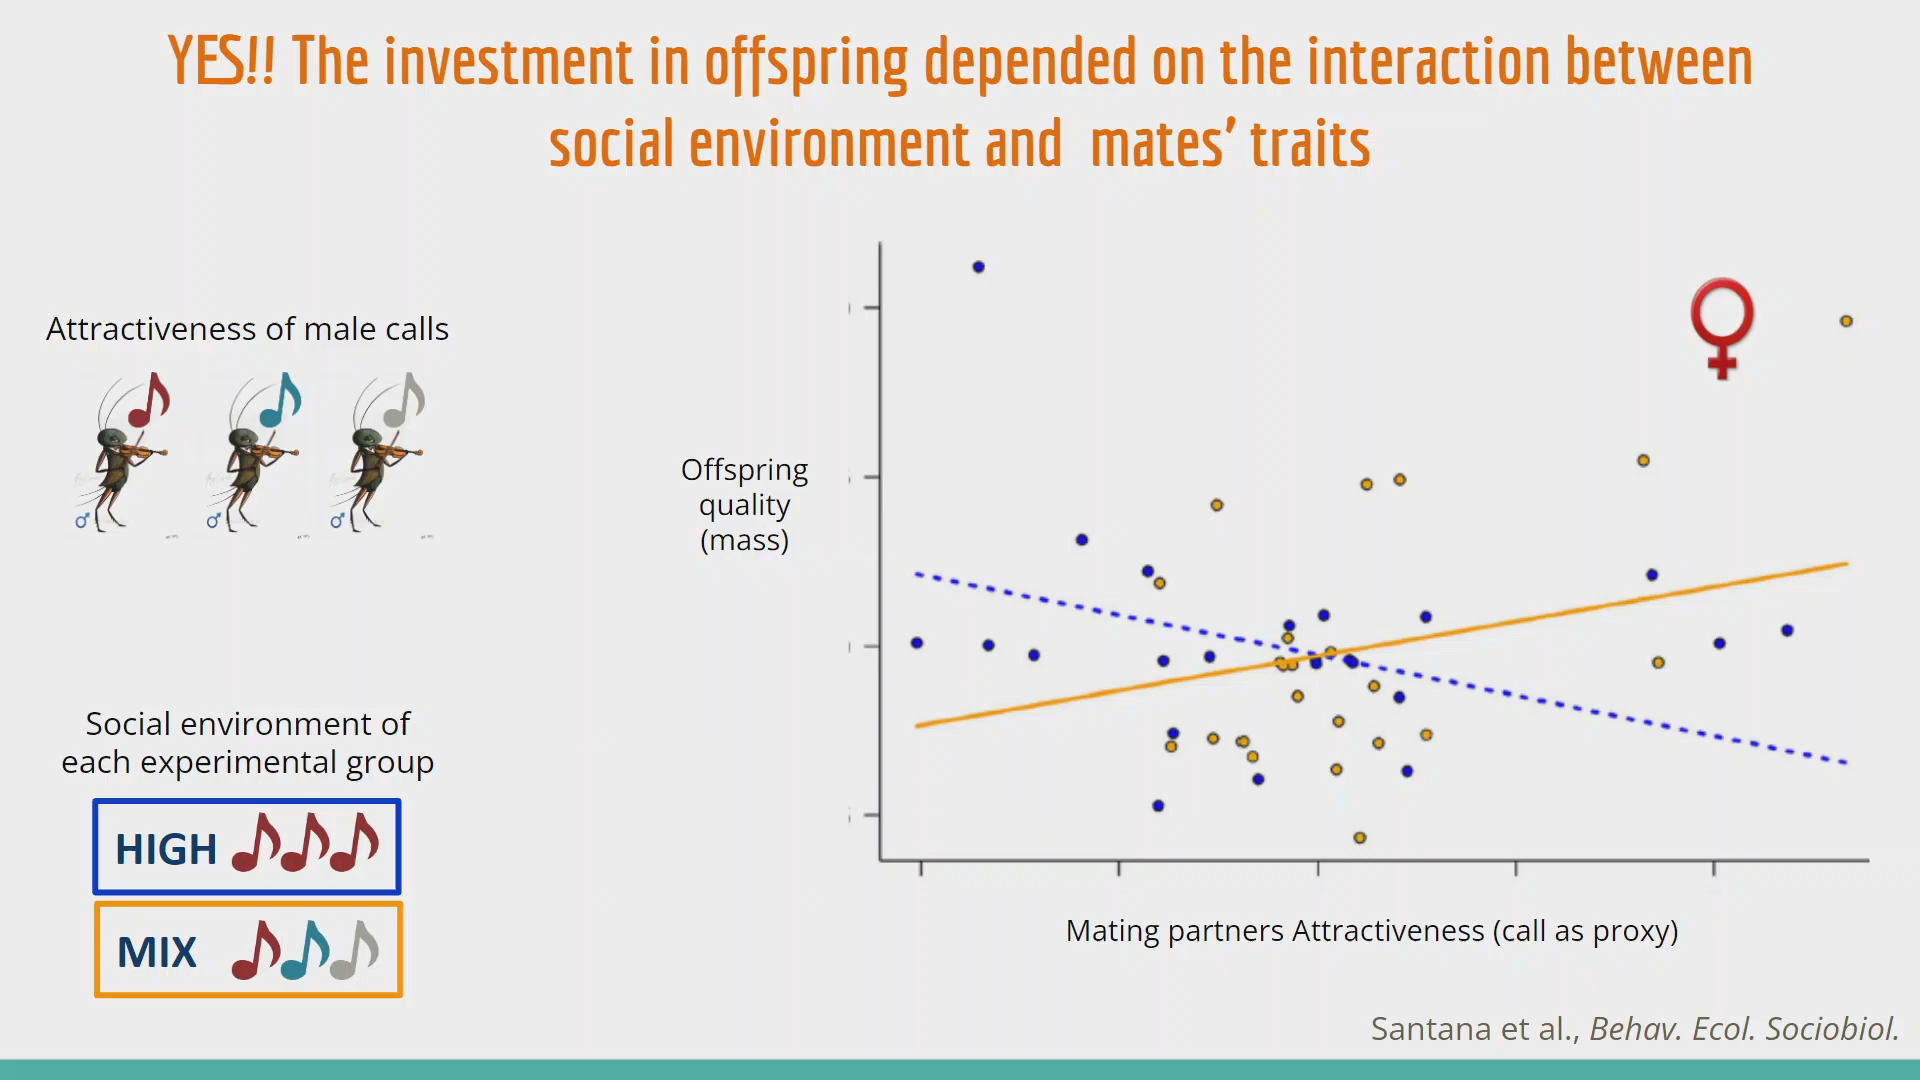 YES!! The investment in offspring depended on the interaction between
social environment and mates’ traits
Attractiveness of male calls
Offspring
quality
(mass)
Social environment of
each experimental group
HIGH
MIX
Mating partners Attractiveness (call as proxy)
Santana et al., Behav. Ecol. Sociobiol.